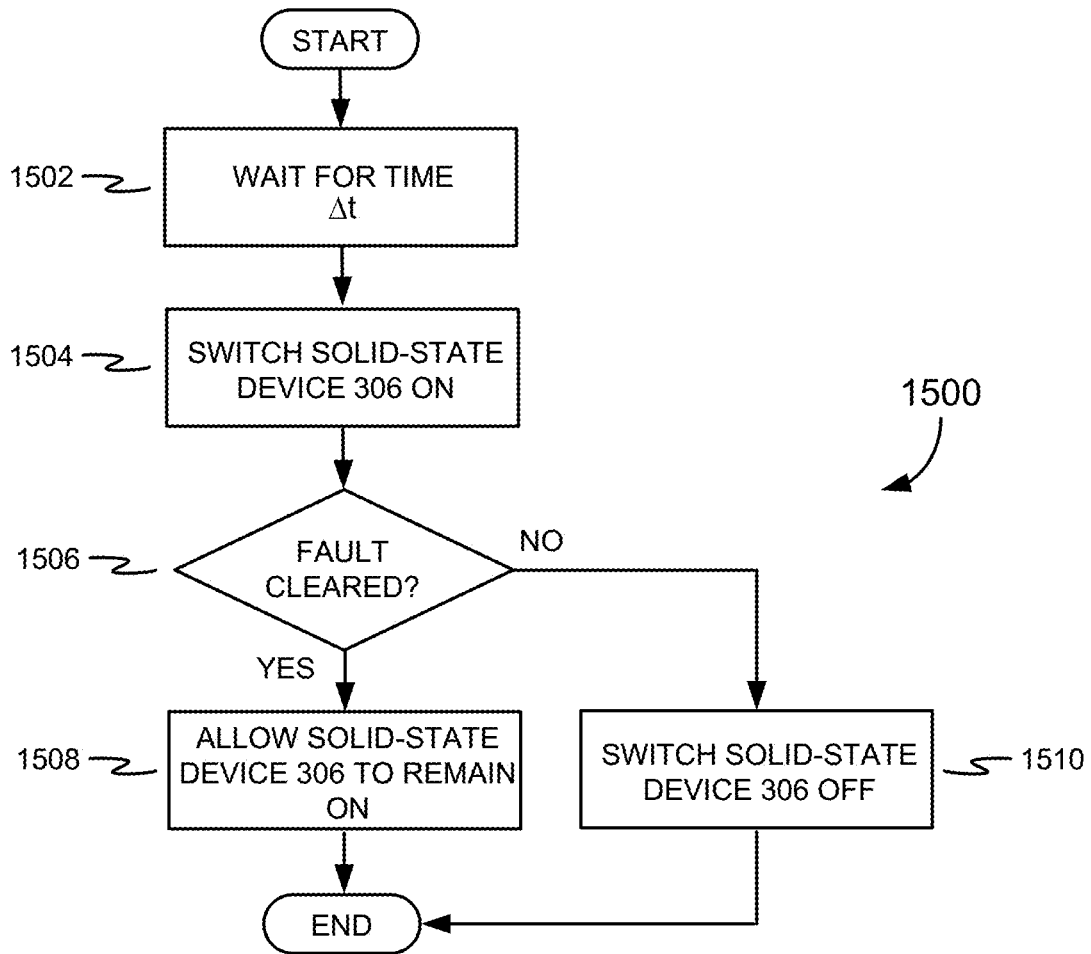 START
1502
WAIT FOR TIME
Δt
1504
SWITCH SOLID-STATE
DEVICE 306 ON
1500
1506
FAULT
CLEARED?
NO
YES
1508
ALLOW SOLID-STATE
DEVICE 306 TO REMAIN
ON
SWITCH SOLID-STATE
DEVICE 306 OFF
1510
END